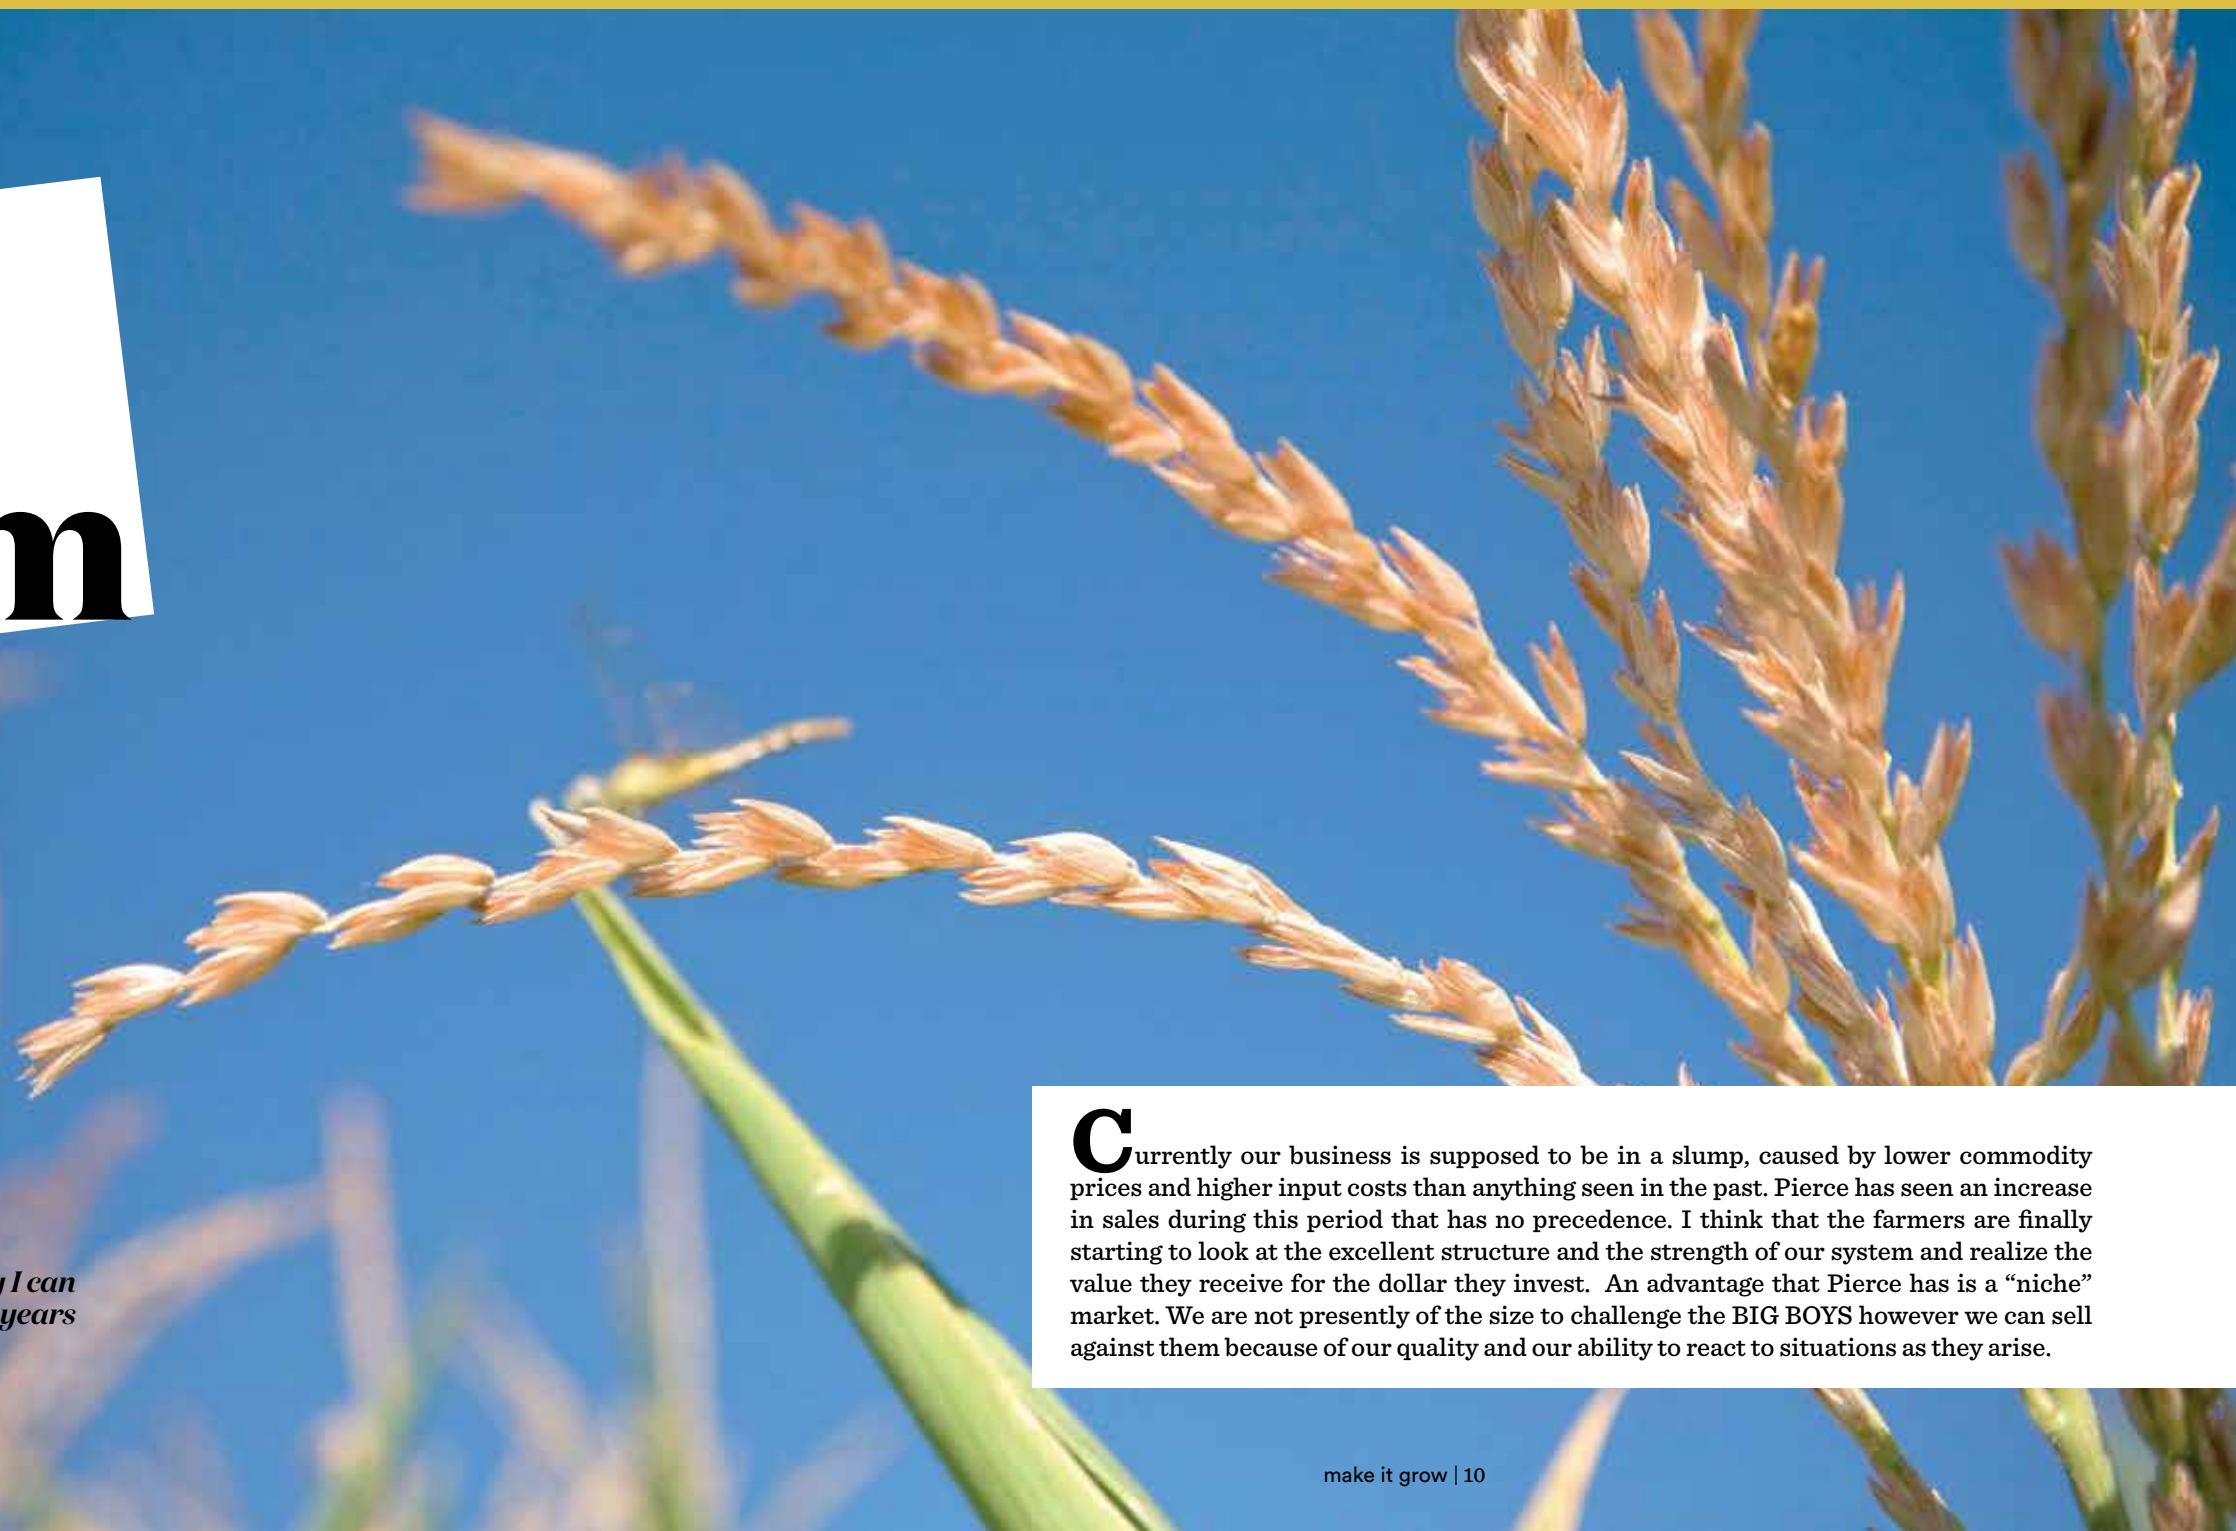 m
I can
years
Currently our business is supposed to be in a slump, caused by lower commodity
prices and higher input costs than anything seen in the past. Pierce has seen an increase
in sales during this period that has no precedence. I think that the farmers are finally
starting to look at the excellent structure and the strength of our system and realize the
value they receive for the dollar they invest.  An advantage that Pierce has is a “niche”
market. We are not presently of the size to challenge the BIG BOYS however we can sell
against them because of our quality and our ability to react to situations as they arise.
make it grow | 10